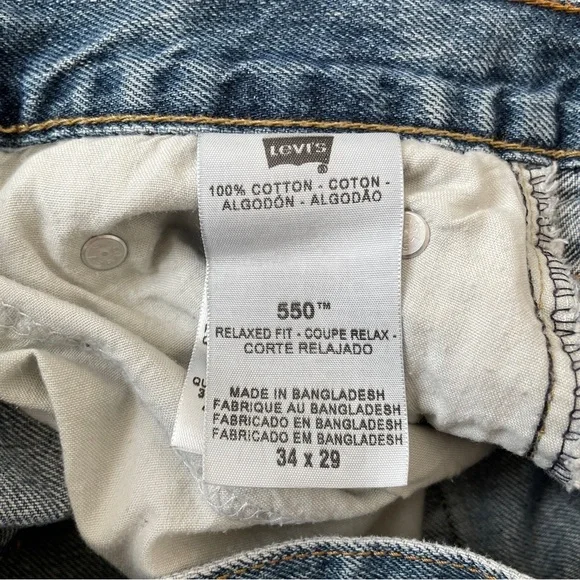 Levi's
®
100% COTTON - COTON -
ALGODÓN - ALGODÃO
550™
RELAXED FIT - COUPE RELAX -
CORTE RELAJADO
MADE IN BANGLADESH
FABRIQUE AU BANGLADESH
FABRICADO EN BANGLADESH
FABRICADO EM BANGLADESH
34 x 29